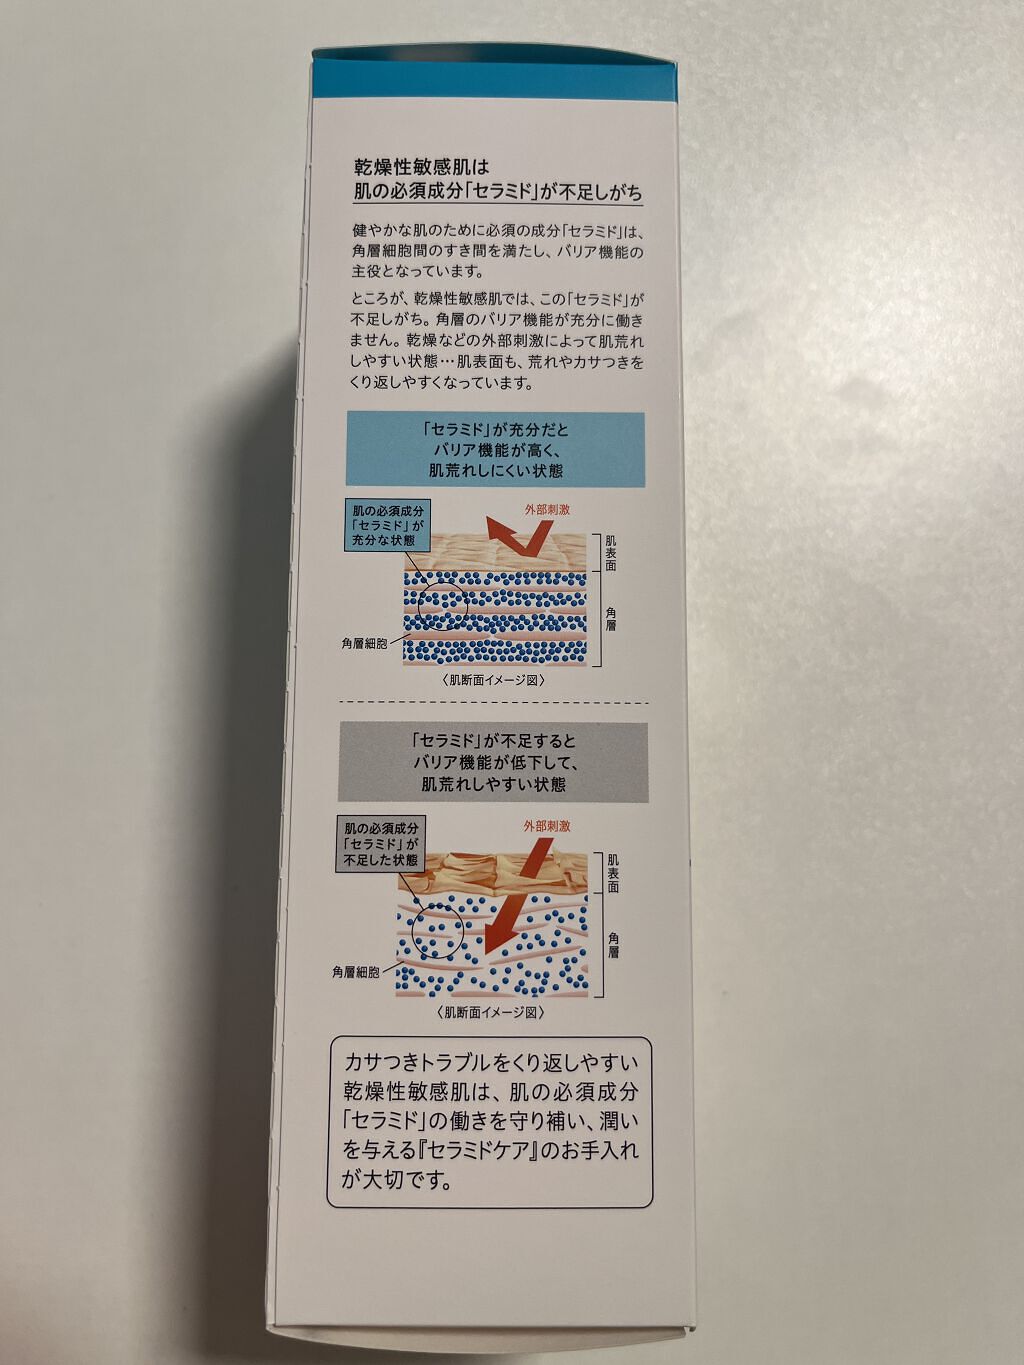 乾燥性敏感肌は
肌の必須成分「セラミド」が不足しがち
健やかな肌のために必須の成分「セラミド」は、
角層細胞間のすき間を満たし、バリア機能の
主役となっています。
ところが、乾燥性敏感肌では、この「セラミド」が
不足しがち。角層のバリア機能が充分に働き
ません。乾燥などの外部刺激によって肌荒れ
しやすい状態…肌表面も、荒れやカサつきを
くり返しやすくなっています。
「セラミド」が充分だと
バリア機能が高く、
肌荒れしにくい状態
肌の必須成分
「セラミド」が
充分な状態
外部刺激
肌表面
角層
角層細胞
〈肌断面イメージ図〉
「セラミド」が不足すると
バリア機能が低下して、
肌荒れしやすい状態
肌の必須成分
「セラミド」が
不足した状態
外部刺激
肌表面
角層
角層細胞
〈肌断面イメージ図〉
カサつきトラブルをくり返しやすい
乾燥性敏感肌は、肌の必須成分
「セラミド」の働きを守り補い、潤い
を与える『セラミドケア』のお手入れ
が大切です。